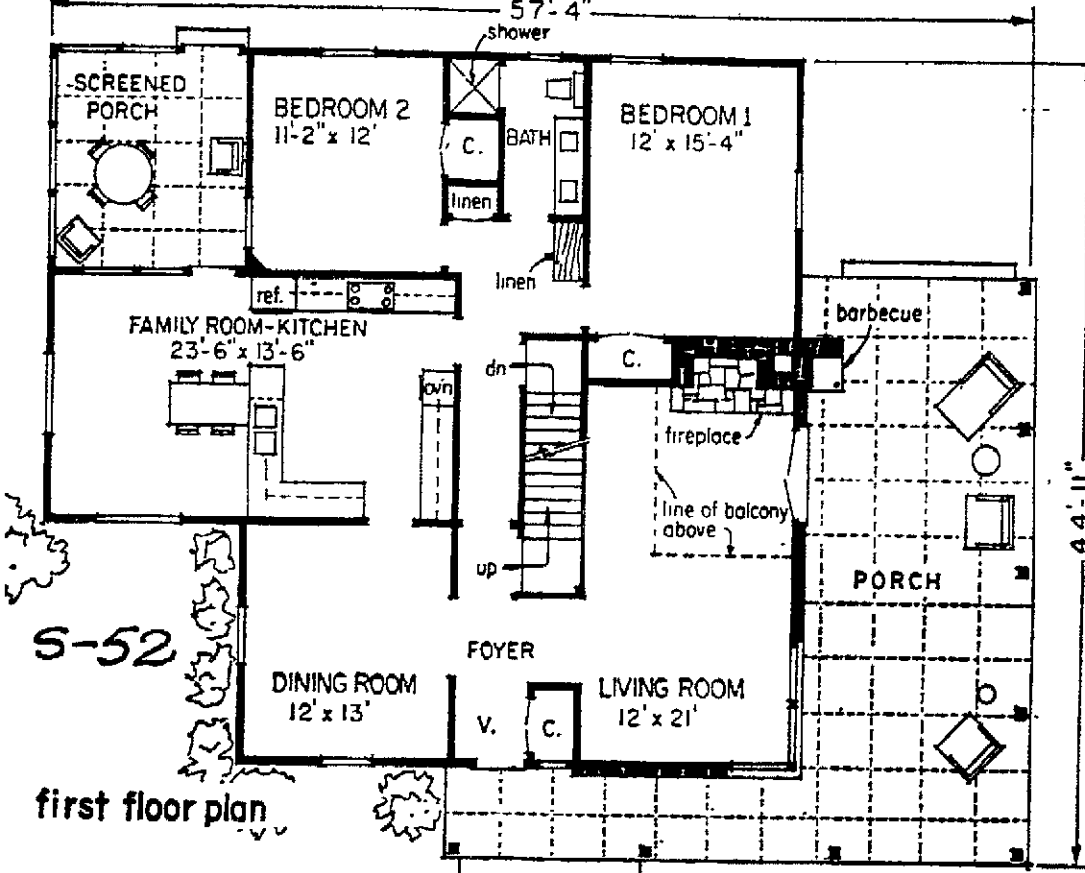 57'-4"
shower
SCREENED
PORCH
BEDROOM 2
11'-2" x 12'
C.
BATH
BEDROOM 1
12' x 15'-4"
linen
linen
ref.
FAMILY ROOM-KITCHEN
23'-6" x 13'-6"
barbecue
dn
C.
ovn
fireplace
line of balcony
above
44'-11"
up
PORCH
S-52
FOYER
DINING ROOM
12' x 13'
LIVING ROOM
12' x 21'
V.
C.
first floor plan